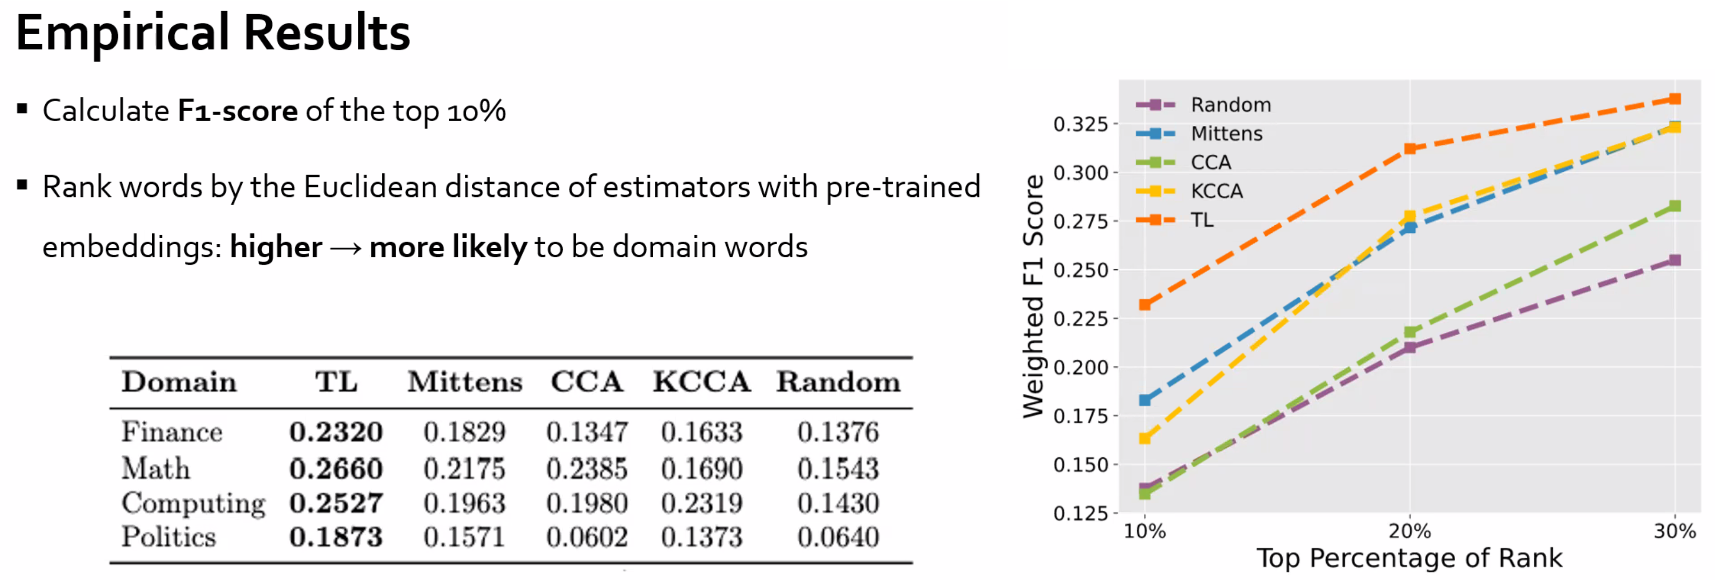 Empirical Results
▪ Calculate F1-score of the top 10%
▪ Rank words by the Euclidean distance of estimators with pre-trained
embeddings: higher → more likely to be domain words
Domain TL Mittens CCA KCCA Random
Finance 0.2320 0.1829 0.1347 0.1633 0.1376
Math 0.2660 0.2175 0.2385 0.1690 0.1543
Computing 0.2527 0.1963 0.1980 0.2319 0.1430
Politics 0.1873 0.1571 0.0602 0.1373 0.0640
Random
Mittens
CCA
KCCA
TL
Weighted F1 Score
0.325
0.300
0.275
0.250
0.225
0.200
0.175
0.150
0.125
10% 20% 30%
Top Percentage of Rank